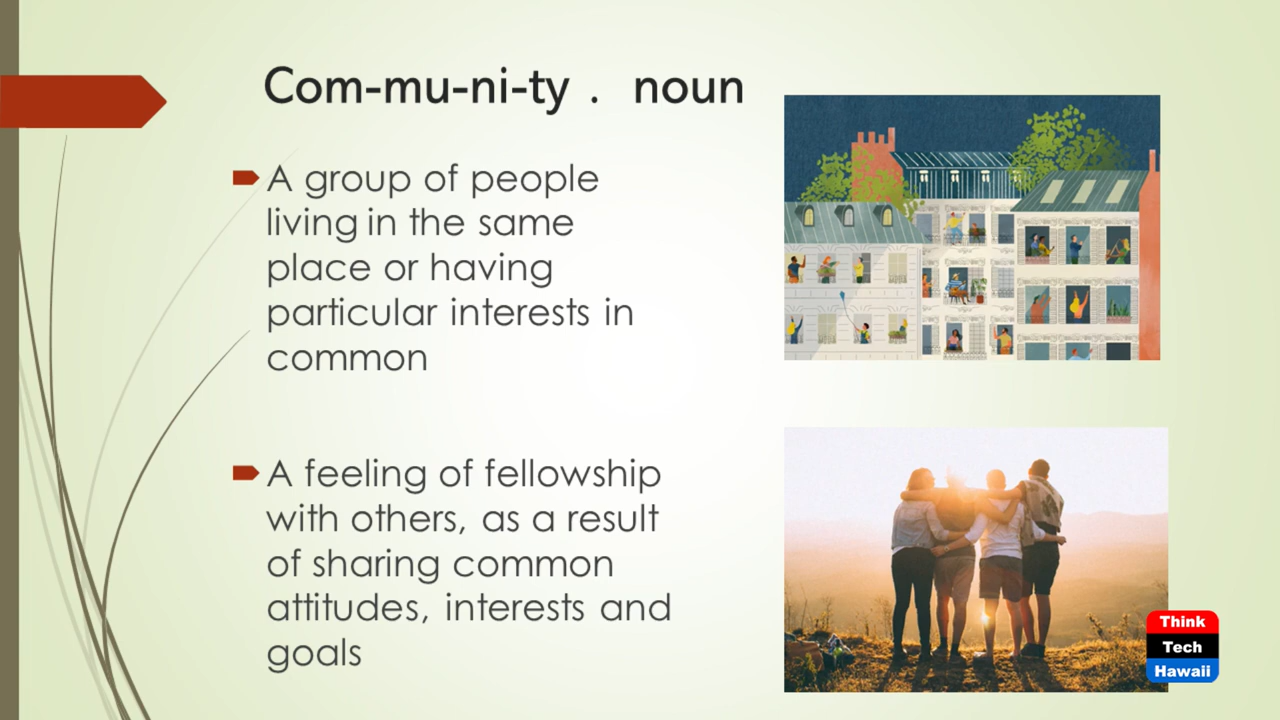 Com-mu-ni-ty . noun
A group of people
living in the same
place or having
particular interests in
common
A feeling of fellowship
with others, as a result
of sharing common
attitudes, interests and
goals
Think
Tech
Hawaii